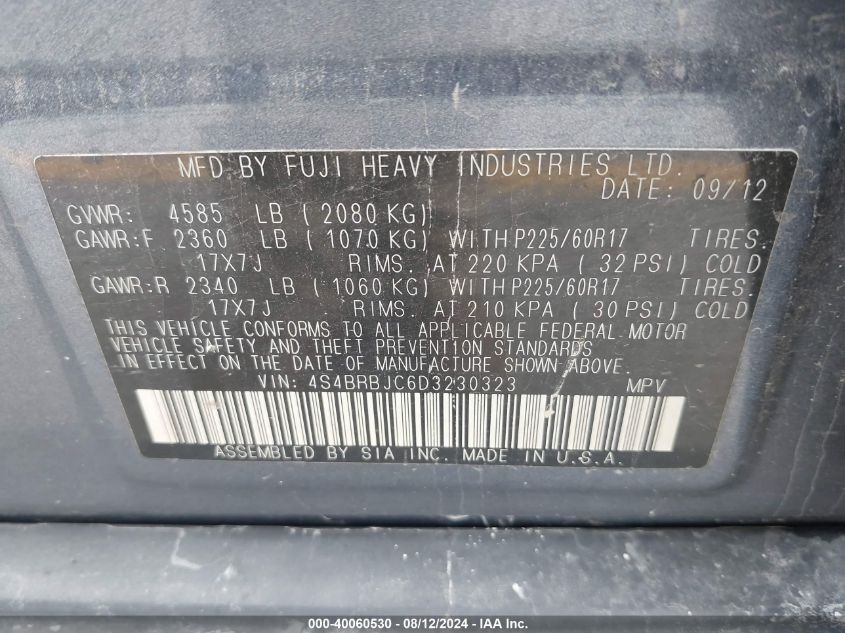 MFD BY FUJI HEAVY INDUSTRIES LTD.
DATE: 09/12
GVWR: 4585 LB (2080 KG)
GAWR:F 2360 LB (1070 KG) WITH P225/60R17 TIRES.
17X7J RIMS. AT 220 KPA (32 PSI) COLD
GAWR:R 2340 LB (1060 KG) WITH P225/60R17 TIRES.
17X7J RIMS. AT 210 KPA (30 PSI) COLD
THIS VEHICLE CONFORMS TO ALL APPLICABLE FEDERAL MOTOR
VEHICLE SAFETY AND THEFT PREVENTION STANDARDS
IN EFFECT ON THE DATE OF MANUFACTURE SHOWN ABOVE.
VIN: 4S4BRBJC6D3230323 MPV
ASSEMBLED BY SIA INC. MADE IN U.S.A.
000-40060530 - 08/12/2024 - IAA Inc.